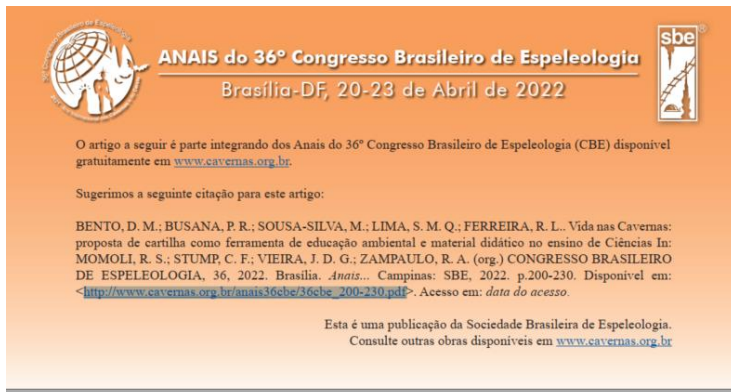 sbe
ANAIS do 36º Congresso Brasileiro de Espeleologia
Brasília-DF, 20-23 de Abril de 2022
O artigo a seguir é parte integrando dos Anais do 36º Congresso Brasileiro de Espeleologia (CBE) disponível
gratuitamente em www.cavernas.org.br.
Sugerimos a seguinte citação para este artigo:
BENTO, D. M.; BUSANA, P. R.; SOUSA-SILVA, M.; LIMA, S. M. Q.; FERREIRA, R. L.. Vida nas Cavernas:
proposta de cartilha como ferramenta de educação ambiental e material didático no ensino de Ciências In:
MOMOLI, R. S.; STUMP, C. F.; VIEIRA, J. D. G.; ZAMPAULO, R. A. (org.) CONGRESSO BRASILEIRO
DE ESPELEOLOGIA, 36, 2022. Brasília. Anais... Campinas: SBE, 2022. p.200-230. Disponível em:
<http://www.cavernas.org.br/anais36cbe/36cbe_200-230.pdf>. Acesso em: data do acesso.
Esta é uma publicação da Sociedade Brasileira de Espeleologia.
Consulte outras obras disponíveis em www.cavernas.org.br